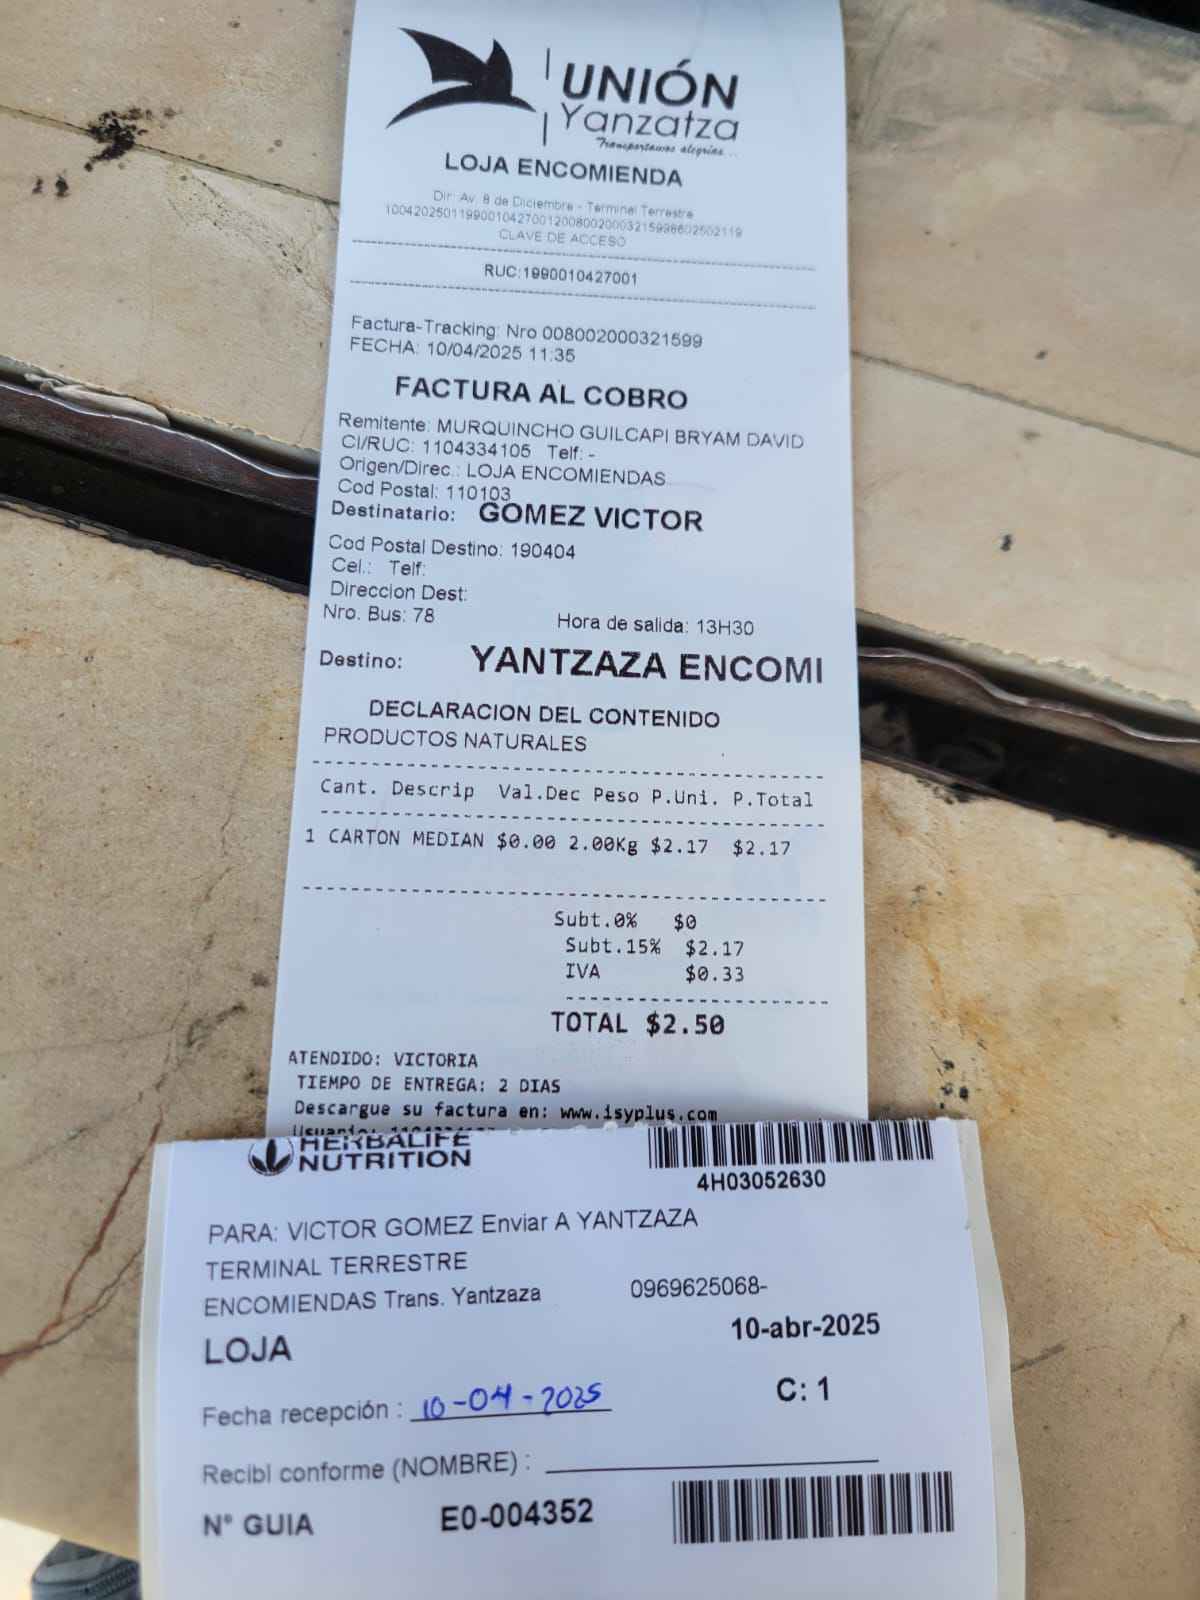 UNIÓN
Yanzatza
Transportamos alegrías...
LOJA ENCOMIENDA
Dir: Av. 8 de Diciembre - Terminal Terrestre
CLAVE DE ACCESO
RUC:1990010427001
Factura-Tracking: Nro 008002000321599
FECHA: 10/04/2025 11:35
FACTURA AL COBRO
Remitente: MURQUINCHO GUILCAPI BRYAM DAVID
CI/RUC: 1104334105 Telf: -
Origen/Direc.: LOJA ENCOMIENDAS
Cod Postal: 110103
Destinatario: GOMEZ VICTOR
Cod Postal Destino: 190404
Cel.: Telf:
Direccion Dest:
Nro. Bus: 78 Hora de salida: 13H30
Destino: YANTZAZA ENCOMI
DECLARACION DEL CONTENIDO
PRODUCTOS NATURALES
Cant. Descrip Val.Dec Peso P.Uni. P.Total
1 CARTON MEDIAN $0.00 2.00Kg $2.17 $2.17
Subt.0% $0
Subt.15% $2.17
IVA $0.33
TOTAL $2.50
ATENDIDO: VICTORIA
TIEMPO DE ENTREGA: 2 DIAS
Descargue su factura en: www.isyplus.com
Usuario:
HERBALIFE
NUTRITION
4H03052630
PARA: VICTOR GOMEZ Enviar A YANTZAZA
TERMINAL TERRESTRE
ENCOMIENDAS Trans. Yantzaza 0969625068-
LOJA 10-abr-2025
Fecha recepción : 10-04-2025 C: 1
Recibí conforme (NOMBRE) :
N° GUIA E0-004352